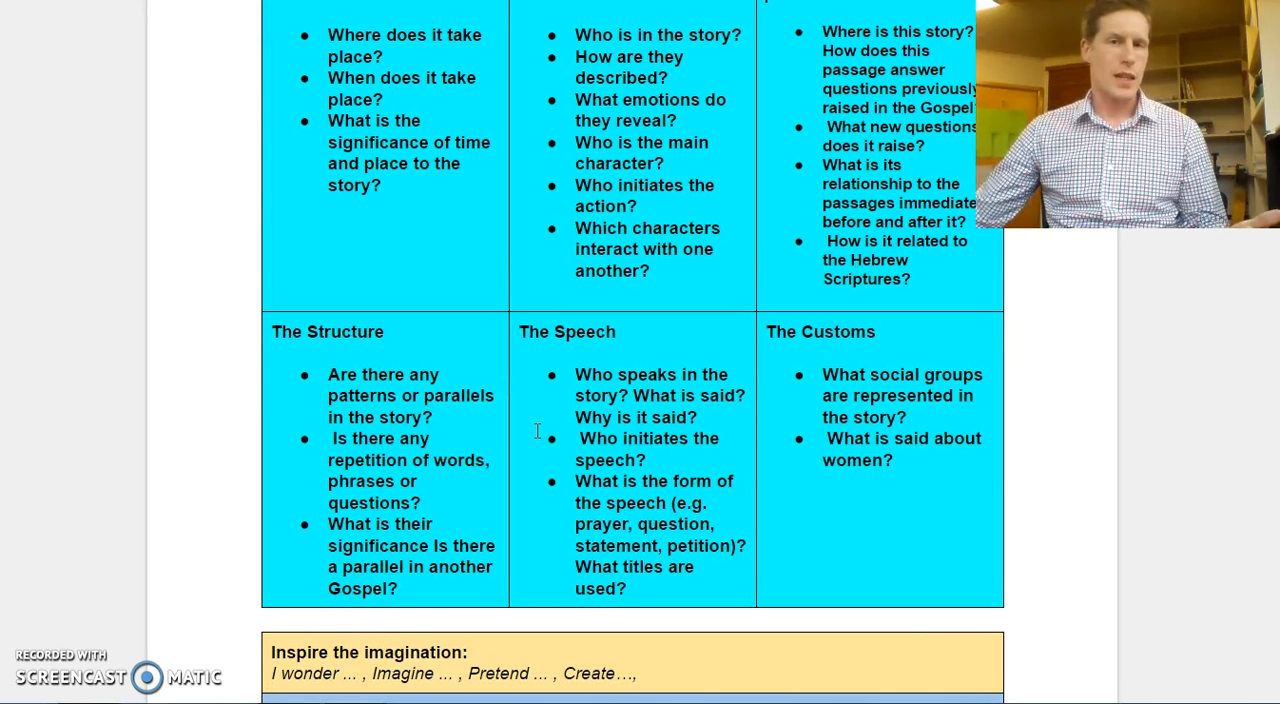 Where does it take
place?
When does it take
place?
What is the
significance of time
and place to the
story?
Who is in the story?
How are they
described?
What emotions do
they reveal?
Who is the main
character?
Who initiates the
action?
Which characters
interact with one
another?
Where is this story?
How does this
passage answer
questions previously
raised in the Gospel
What new questions
does it raise?
What is its
relationship to the
passages immediate
before and after it?
How is it related to
the Hebrew
Scriptures?
The Structure
Are there any
patterns or parallels
in the story?
Is there any
repetition of words,
phrases or
questions?
What is their
significance Is there
a parallel in another
Gospel?
The Speech
Who speaks in the
story? What is said?
Why is it said?
Who initiates the
speech?
What is the form of
the speech (e.g.
prayer, question,
statement, petition)?
What titles are
used?
The Customs
What social groups
are represented in
the story?
What is said about
women?
Inspire the imagination:
I wonder ... , Imagine ... , Pretend ... , Create…,
RECORDED WITH
SCREENCAST MATIC